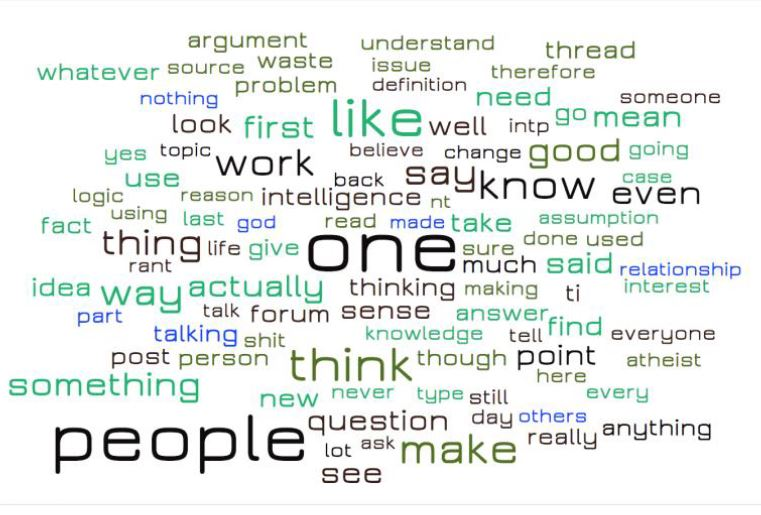 argument understand thread
whatever source waste issue therefore
problem definition
nothing need someone
look first like well intp go mean
yes topic work believe change good going
use back say know even case
logic reason intelligence nt
fact using last god read made take assumption
thing life give one sure done used
rant much said relationship
idea way actually thinking making ti interest
part talk forum sense answer
talking shit knowledge tell find everyone
post person think though point atheist
something here
new never type still every
people question day others
lot ask make really anything
see